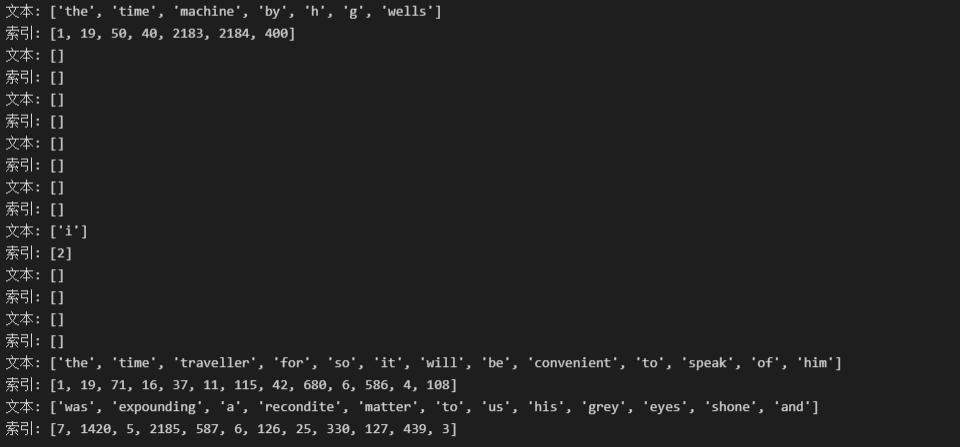 文本: ['the', 'time', 'machine', 'by', 'h', 'g', 'wells']
索引: [1, 19, 50, 40, 2183, 2184, 400]
文本: []
索引: []
文本: []
索引: []
文本: []
索引: []
文本: []
索引: []
文本: ['i']
索引: [2]
文本: []
索引: []
文本: []
索引: []
文本: ['the', 'time', 'traveller', 'for', 'so', 'it', 'will', 'be', 'convenient', 'to', 'speak', 'of', 'him']
索引: [1, 19, 71, 16, 37, 11, 115, 42, 680, 6, 586, 4, 108]
文本: ['was', 'expounding', 'a', 'recondite', 'matter', 'to', 'us', 'his', 'grey', 'eyes', 'shone', 'and']
索引: [7, 1420, 5, 2185, 587, 6, 126, 25, 330, 127, 439, 3]